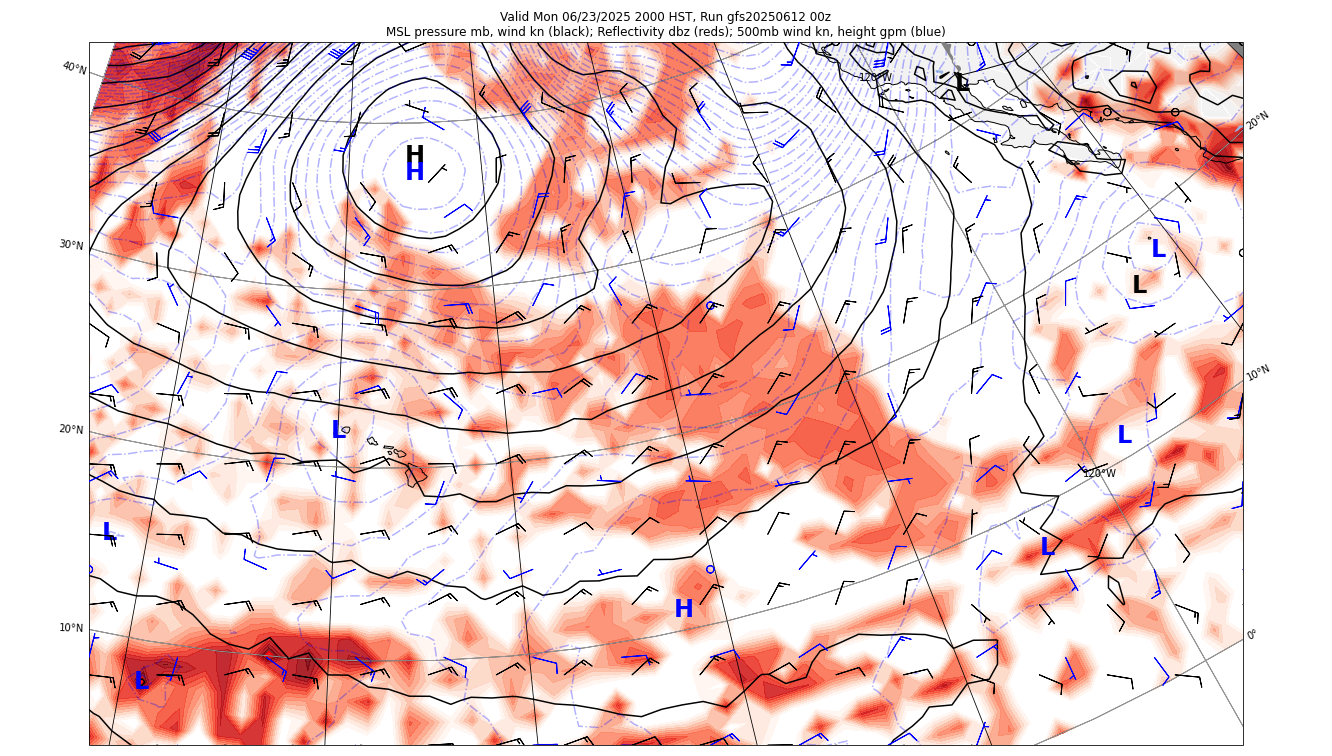 Valid Mon 06/23/2025 2000 HST, Run gfs20250612 00z
MSL pressure mb, wind kn (black); Reflectivity dbz (reds); 500mb wind kn, height gpm (blue)
40°N
120°W
L
20°N
H
H
30°N
L
L
10°N
20°N
L
L
120°W
L
L
10°N
H
0°
L